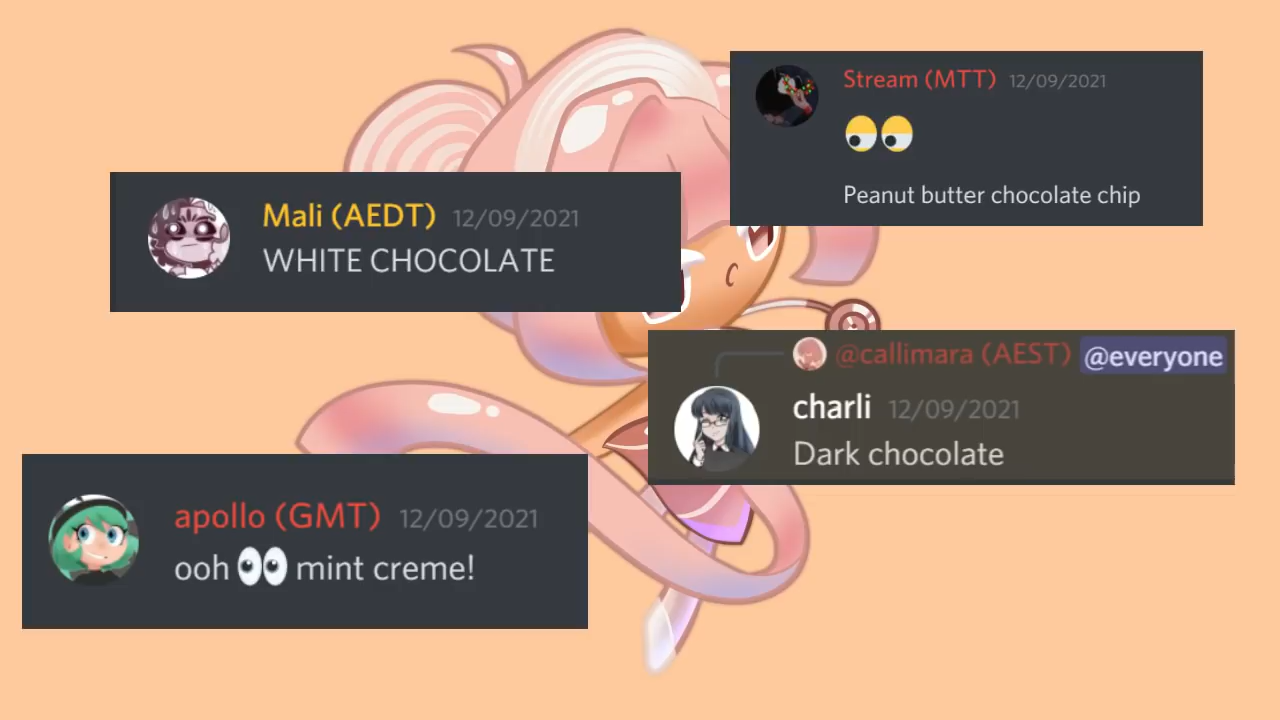 Stream (MTT) 12/09/2021
👀
Peanut butter chocolate chip
Mali (AEDT) 12/09/2021
WHITE CHOCOLATE
@callimara (AEST) @everyone
charli 12/09/2021
Dark chocolate
apollo (GMT) 12/09/2021
ooh 👀 mint creme!